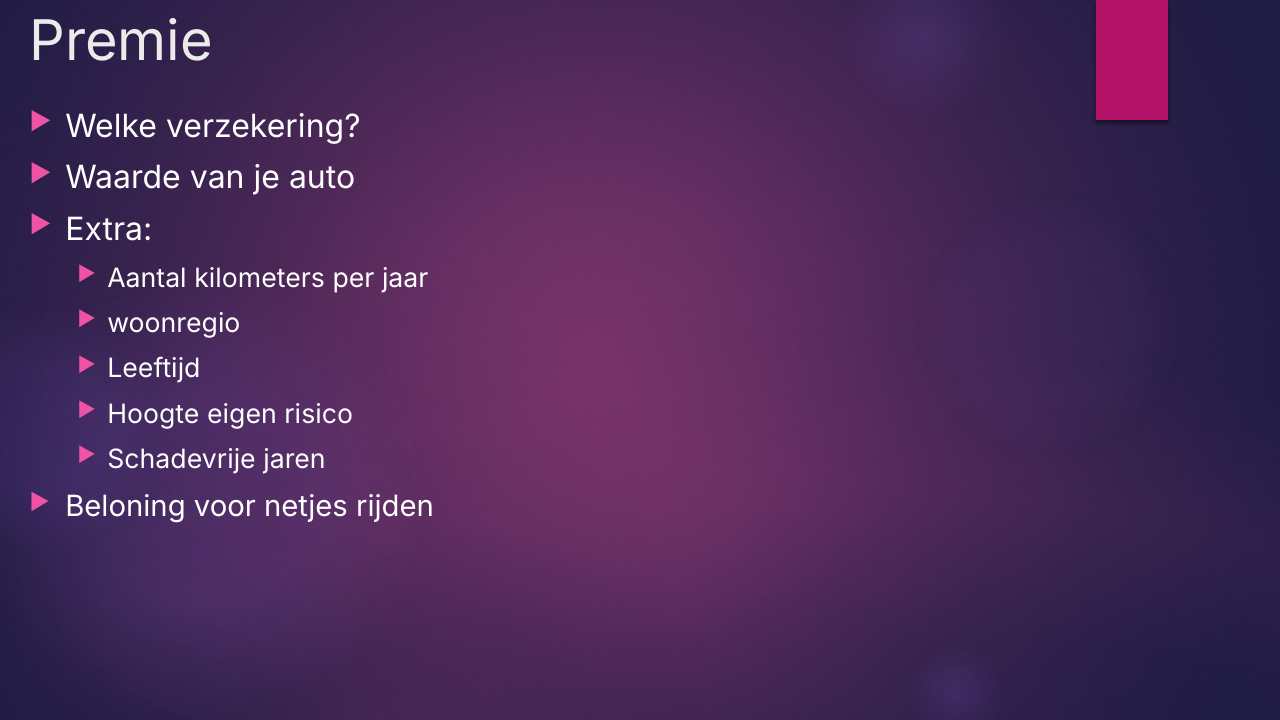 Premie
Welke verzekering?
Waarde van je auto
Extra:
Aantal kilometers per jaar
woonregio
Leeftijd
Hoogte eigen risico
Schadevrije jaren
Beloning voor netjes rijden